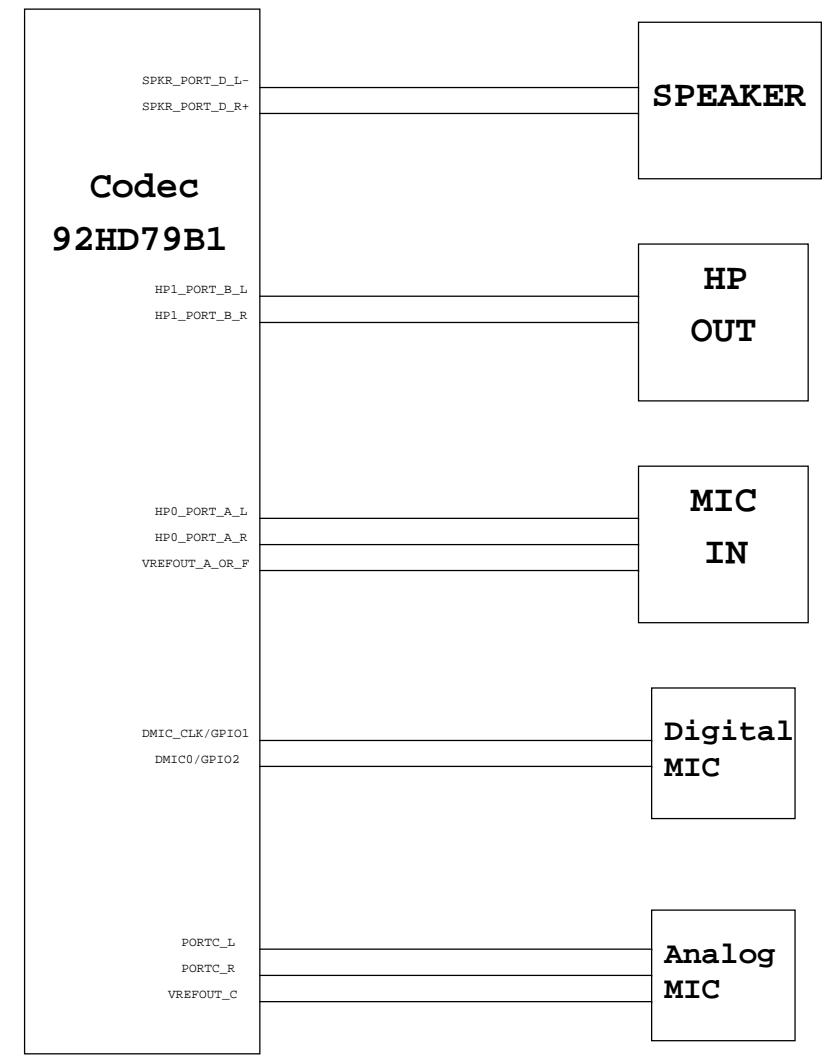 SPKR_PORT_D_L-
SPKR_PORT_D_R+
SPEAKER
Codec
92HD79B1
HP1_PORT_B_L
HP1_PORT_B_R
HP
OUT
HP0_PORT_A_L
HP0_PORT_A_R
VREFOUT_A_OR_F
MIC
IN
DMIC_CLK/GPIO1
DMIC0/GPIO2
Digital
MIC
PORTC_L
PORTC_R
VREFOUT_C
Analog
MIC